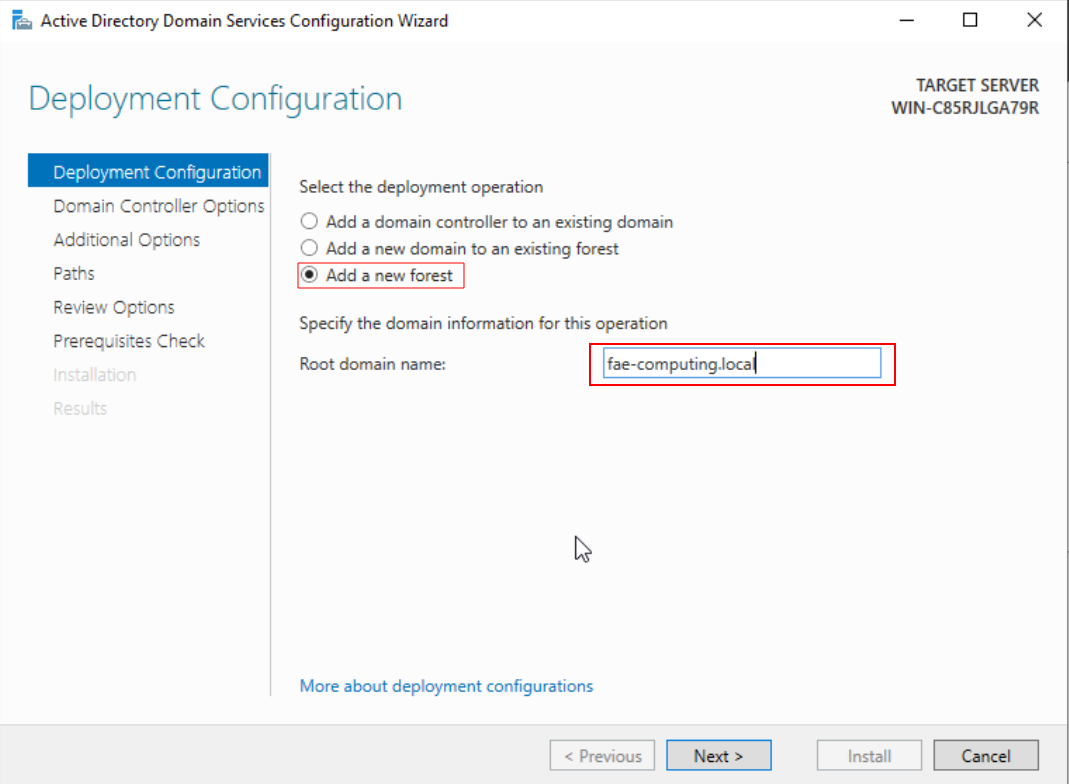 Active Directory Domain Services Configuration Wizard
Deployment Configuration
TARGET SERVER
WIN-C85RJLGA79R
Deployment Configuration
Domain Controller Options
Additional Options
Paths
Review Options
Prerequisites Check
Installation
Results
Select the deployment operation
Add a domain controller to an existing domain
Add a new domain to an existing forest
Add a new forest
Specify the domain information for this operation
Root domain name:
fae-computing.local
More about deployment configurations
< Previous
Next >
Install
Cancel